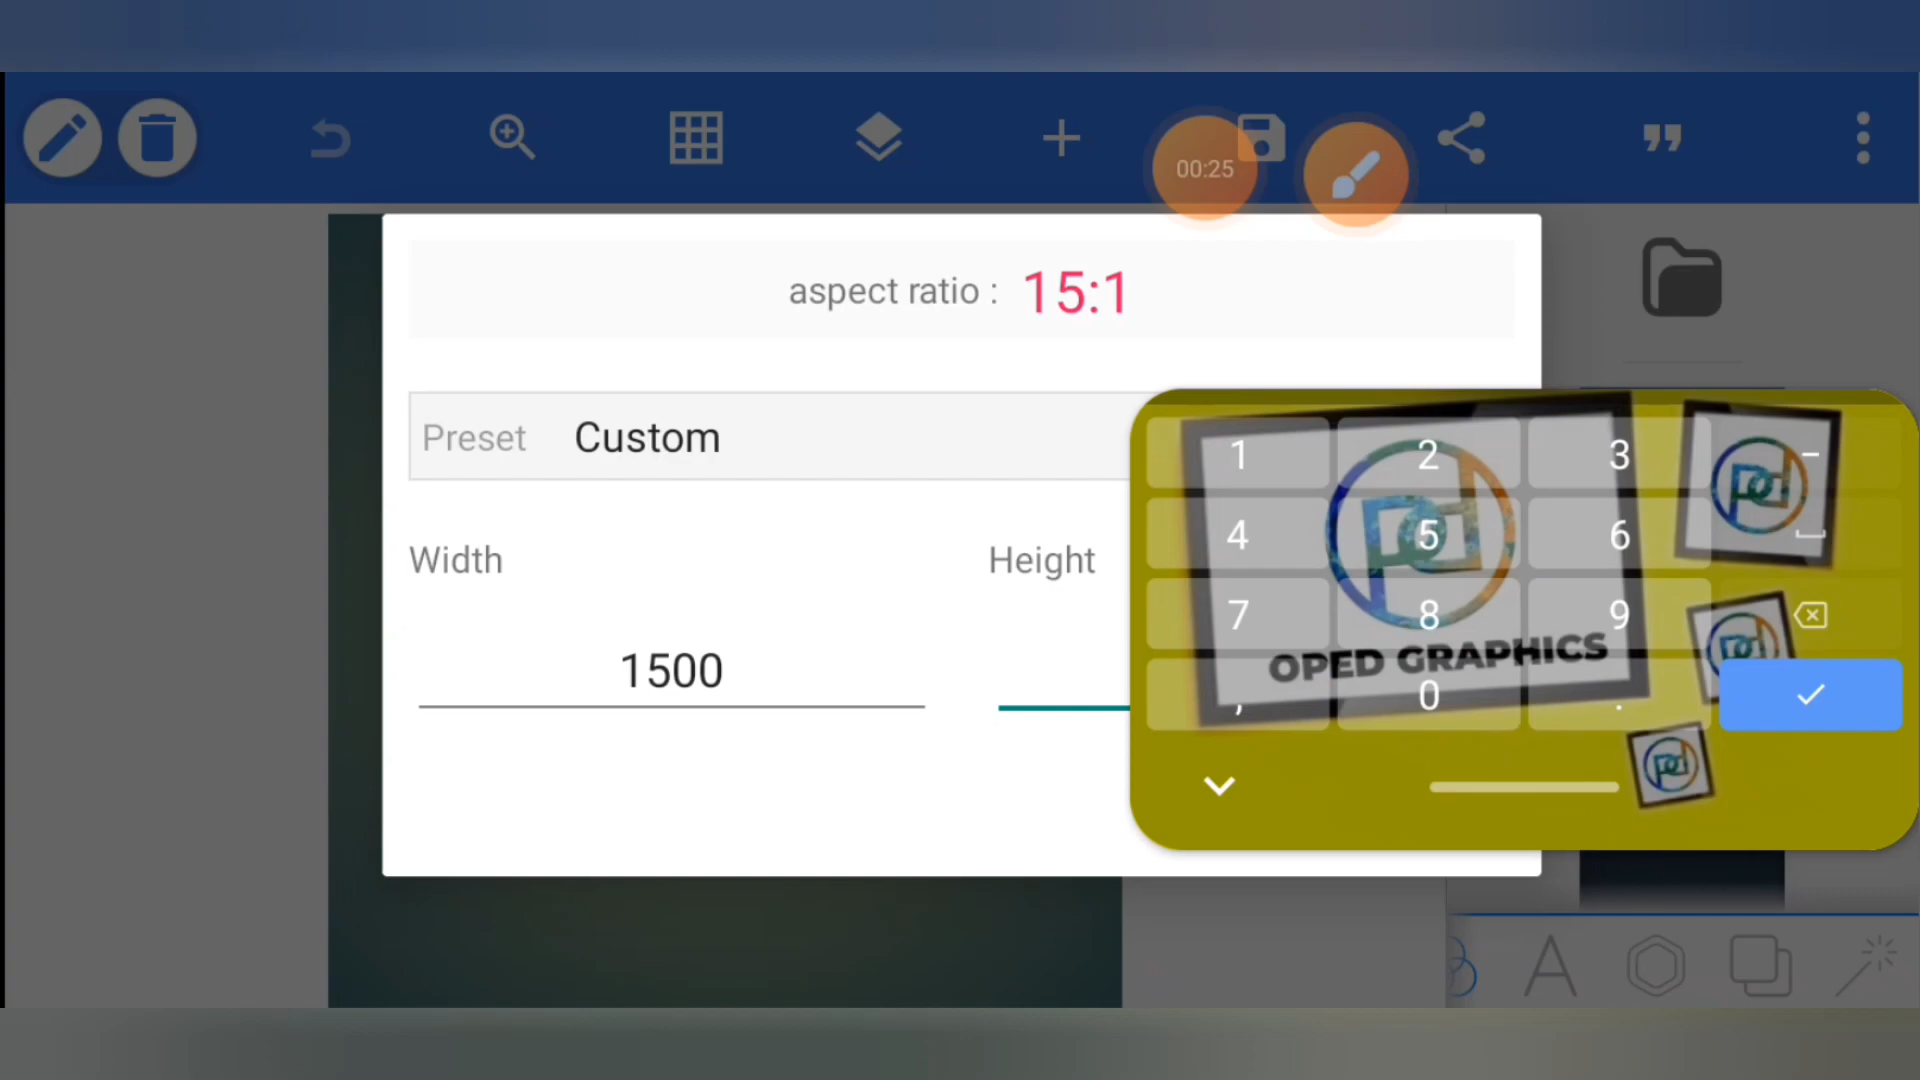 00:25
aspect ratio : 15:1
Preset Custom
Width
Height
1500
1 2 3 -
4 5 6
7 8 9
, 0 .
OPED GRAPHICS